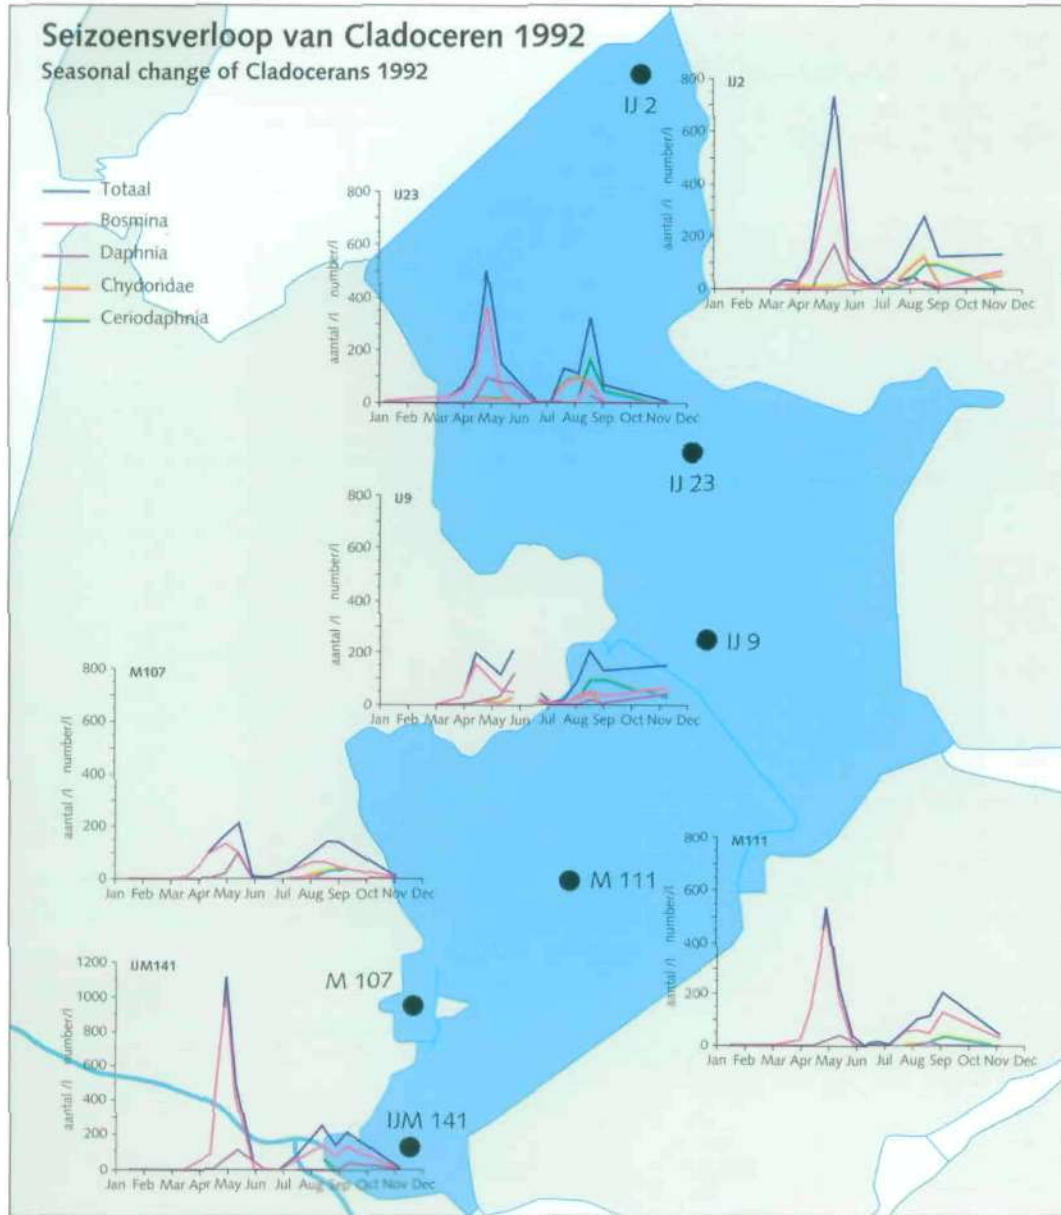 Seizoensverloop van Cladoceren 1992
Seasonal change of Cladocerans 1992
Totaal
Bosmina
Daphnia
Chydoridae
Ceriodaphnia
IJ 2
IJ2
aantal /l number/l
800
600
400
200
0
Jan Feb Mar Apr May Jun Jul Aug Sep Oct Nov Dec
IJ23
aantal /l number/l
800
600
400
200
0
Jan Feb Mar Apr May Jun Jul Aug Sep Oct Nov Dec
IJ 23
IJ9
aantal /l number/l
800
600
400
200
0
Jan Feb Mar Apr May Jun Jul Aug Sep Oct Nov Dec
IJ 9
M107
aantal /l number/l
800
600
400
200
0
Jan Feb Mar Apr May Jun Jul Aug Sep Oct Nov Dec
M 111
M111
aantal /l number/l
800
600
400
200
0
Jan Feb Mar Apr May Jun Jul Aug Sep Oct Nov Dec
M 107
IJM141
aantal /l number/l
1200
1000
800
600
400
200
0
Jan Feb Mar Apr May Jun Jul Aug Sep Oct Nov Dec
IJM 141